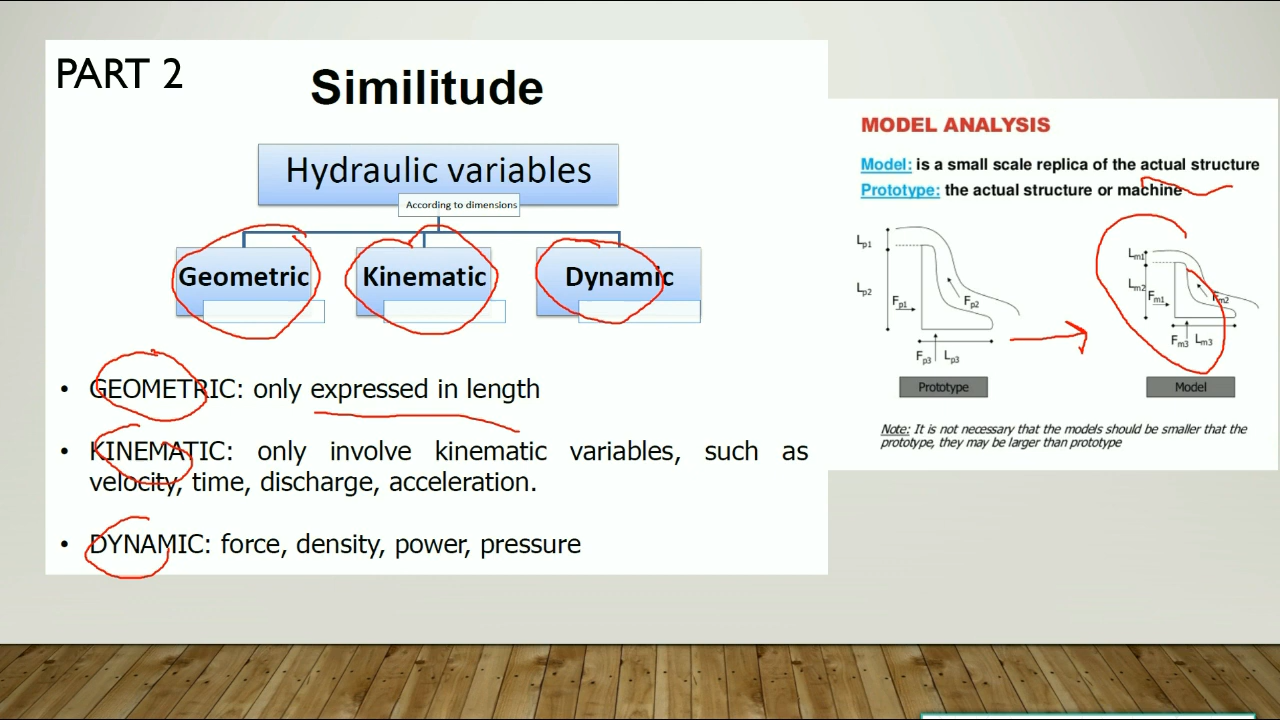 PART 2
Similitude
Hydraulic variables
According to dimensions
Geometric
Kinematic
Dynamic
• GEOMETRIC: only expressed in length
• KINEMATIC: only involve kinematic variables, such as
velocity, time, discharge, acceleration.
• DYNAMIC: force, density, power, pressure
MODEL ANALYSIS
Model: is a small scale replica of the actual structure
Prototype: the actual structure or machine
Lp1
Lp2
Fp1
Fp2
Fp3
Lp3
Prototype
Lm1
Lm2
Fm1
Fm2
Fm3
Lm3
Model
Note: It is not necessary that the models should be smaller that the
prototype, they may be larger than prototype